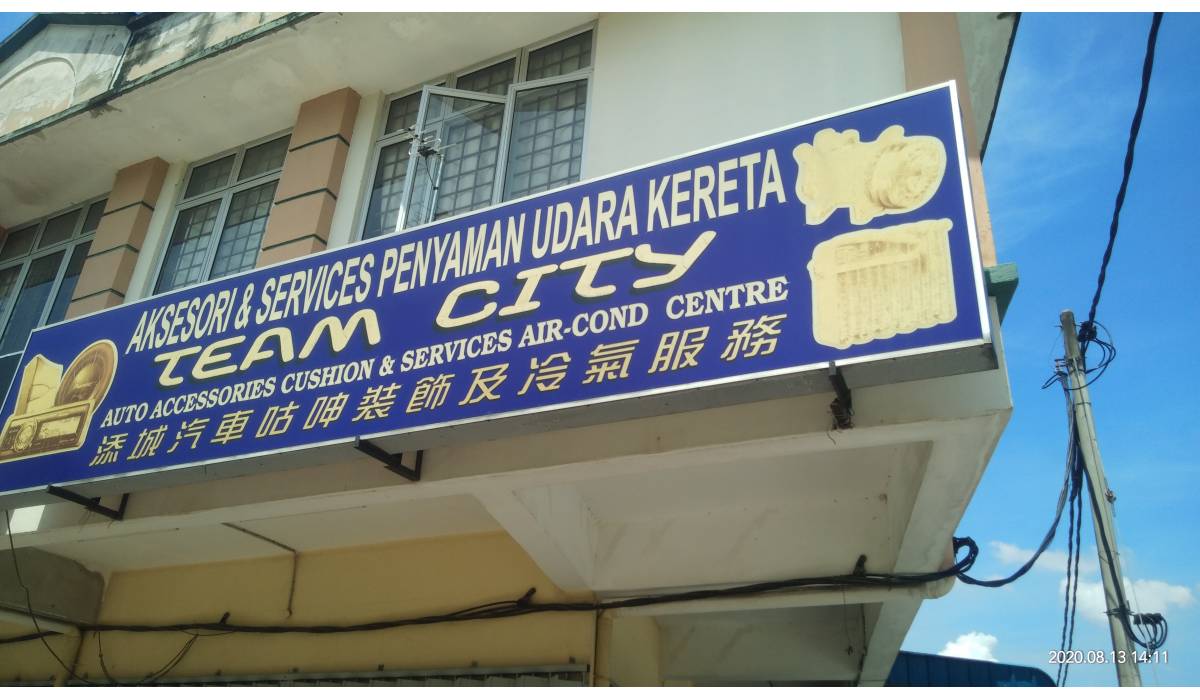 AKSESORI & SERVICES PENYAMAN UDARA KERETA
TEAM CITY
AUTO ACCESSORIES CUSHION & SERVICES AIR-COND CENTRE
添城汽車咕呻裝飾及冷氣服務
2020.08.13 14:11